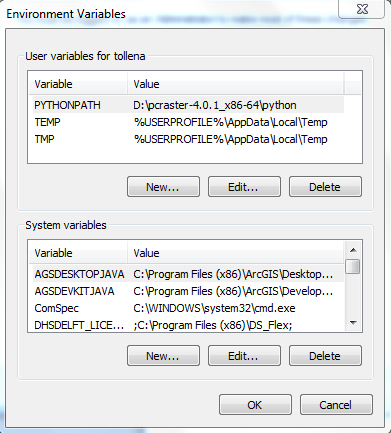 Environment Variables
User variables for tollena
Variable Value
PYTHONPATH D:\pcraster-4.0.1_x86-64\python
TEMP %USERPROFILE%\AppData\Local\Temp
TMP %USERPROFILE%\AppData\Local\Temp
New... Edit... Delete
System variables
Variable Value
AGSDESKTOPJAVA C:\Program Files (x86)\ArcGIS\Desktop...
AGSDEVKITJAVA C:\Program Files (x86)\ArcGIS\Develop...
ComSpec C:\WINDOWS\system32\cmd.exe
DHSDELFT_LICE... ;C:\Program Files (x86)\DS_Flex;
New... Edit... Delete
OK Cancel